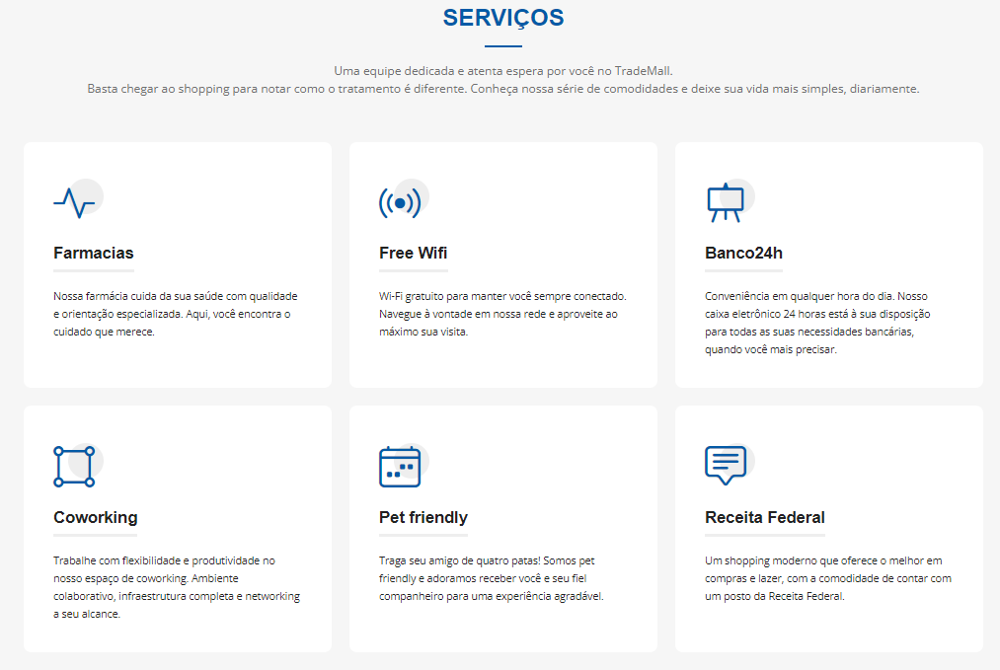 SERVIÇOS
Uma equipe dedicada e atenta espera por você no TradeMall.
Basta chegar ao shopping para notar como o tratamento é diferente. Conheça nossa série de comodidades e deixe sua vida mais simples, diariamente.
Farmacias
Nossa farmácia cuida da sua saúde com qualidade
e orientação especializada. Aqui, você encontra o
cuidado que merece.
Free Wifi
Wi-Fi gratuito para manter você sempre conectado.
Navegue à vontade em nossa rede e aproveite ao
máximo sua visita.
Banco24h
Conveniência em qualquer hora do dia. Nosso
caixa eletrônico 24 horas está à sua disposição
para todas as suas necessidades bancárias,
quando você mais precisar.
Coworking
Trabalhe com flexibilidade e produtividade no
nosso espaço de coworking. Ambiente
colaborativo, infraestrutura completa e networking
a seu alcance.
Pet friendly
Traga seu amigo de quatro patas! Somos pet
friendly e adoramos receber você e seu fiel
companheiro para uma experiência agradável.
Receita Federal
Um shopping moderno que oferece o melhor em
compras e lazer, com a comodidade de contar com
um posto da Receita Federal.